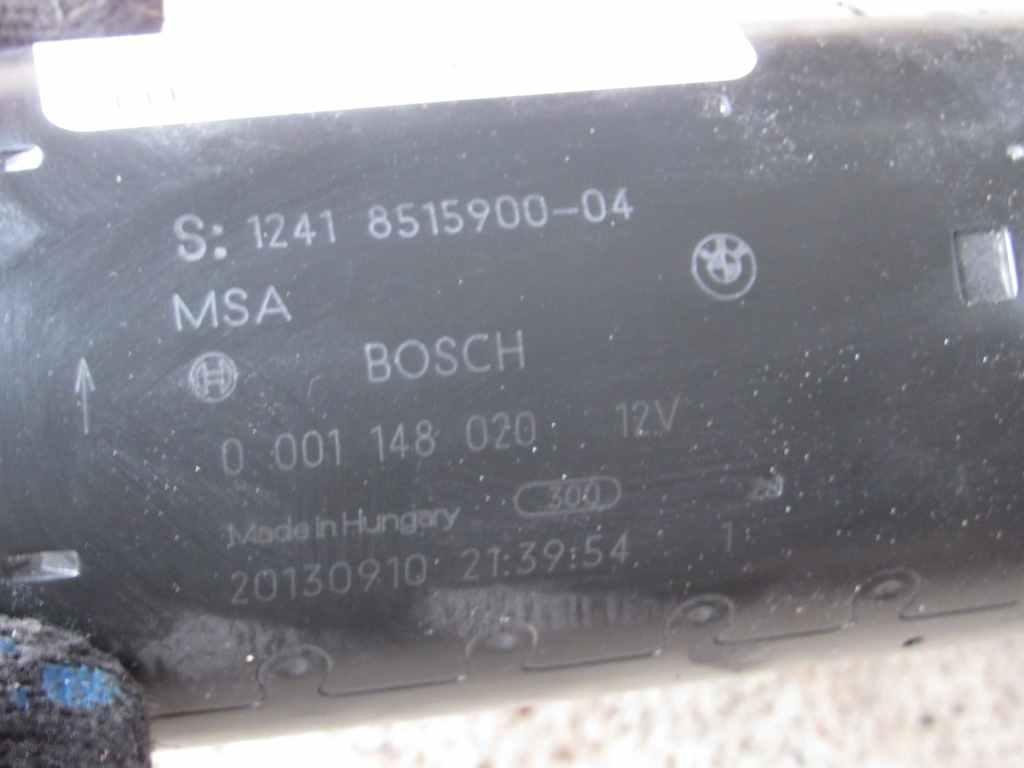 S: 1241 8515900-04
MSA
BOSCH
0 001 148 020 12V
300
Made in Hungary
20130910 21:39:54 1